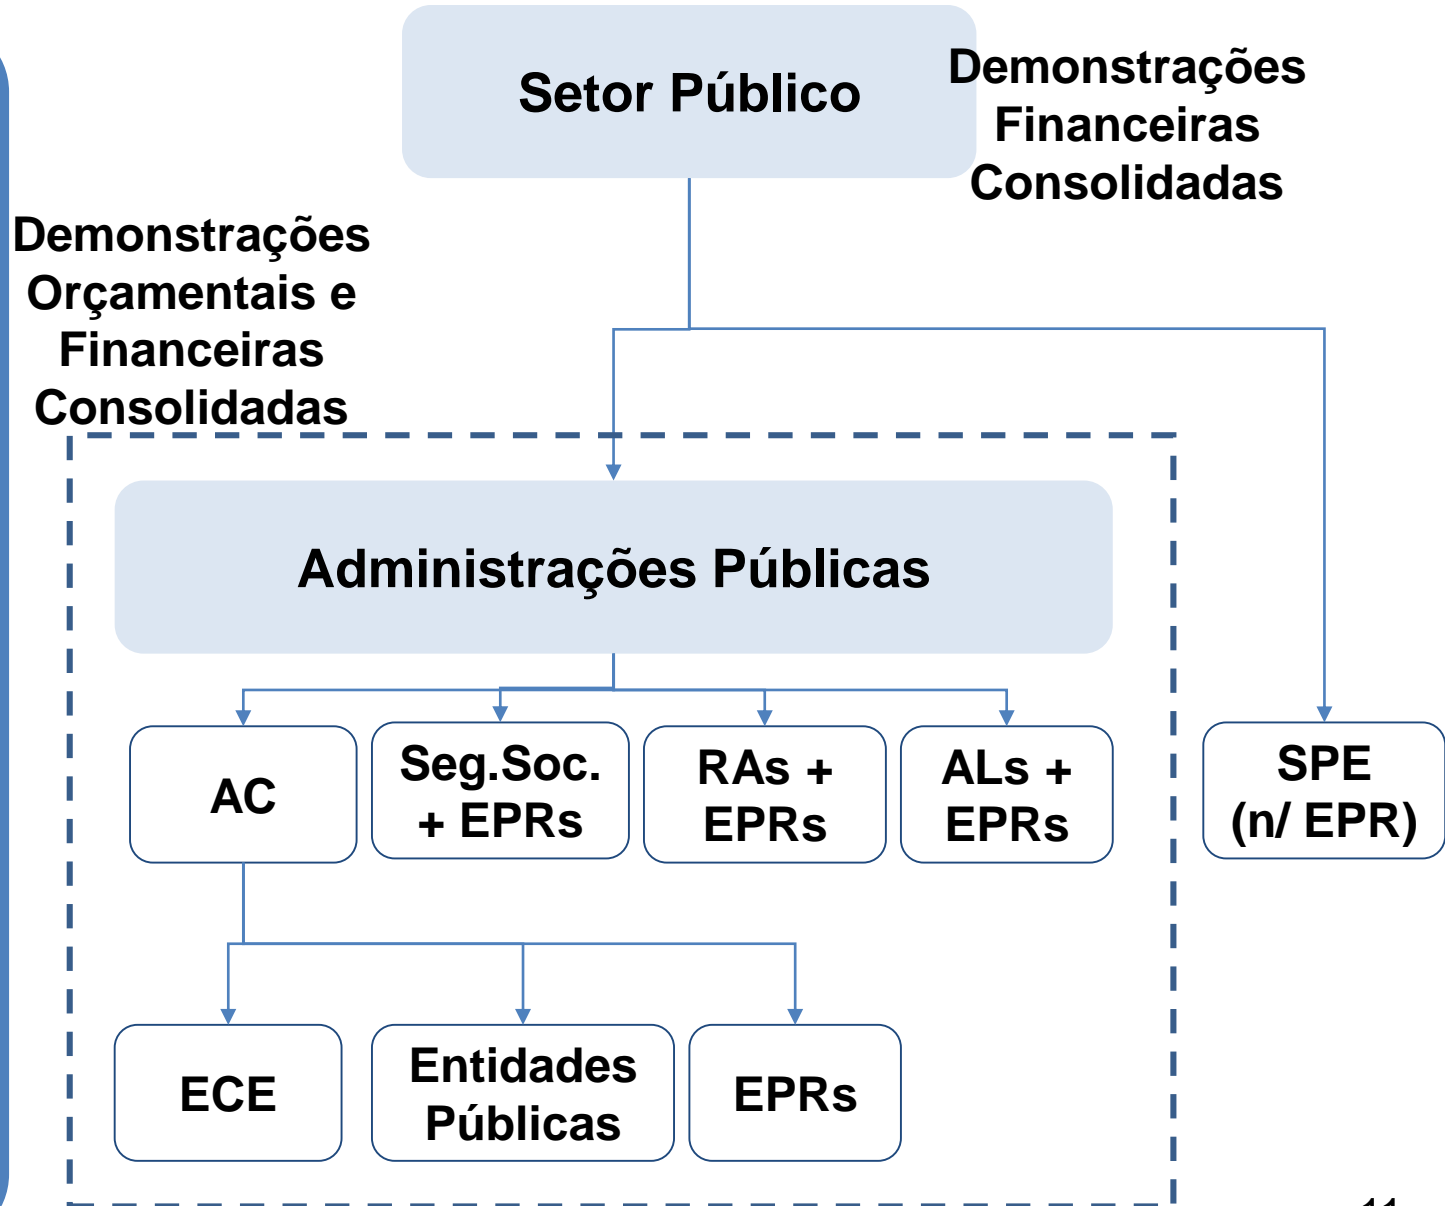 Setor Público
Demonstrações
Financeiras
Consolidadas
Demonstrações
Orçamentais e
Financeiras
Consolidadas
Administrações Públicas
AC
Seg.Soc.
+ EPRs
RAs +
EPRs
ALs +
EPRs
SPE
(n/ EPR)
ECE
Entidades
Públicas
EPRs
11